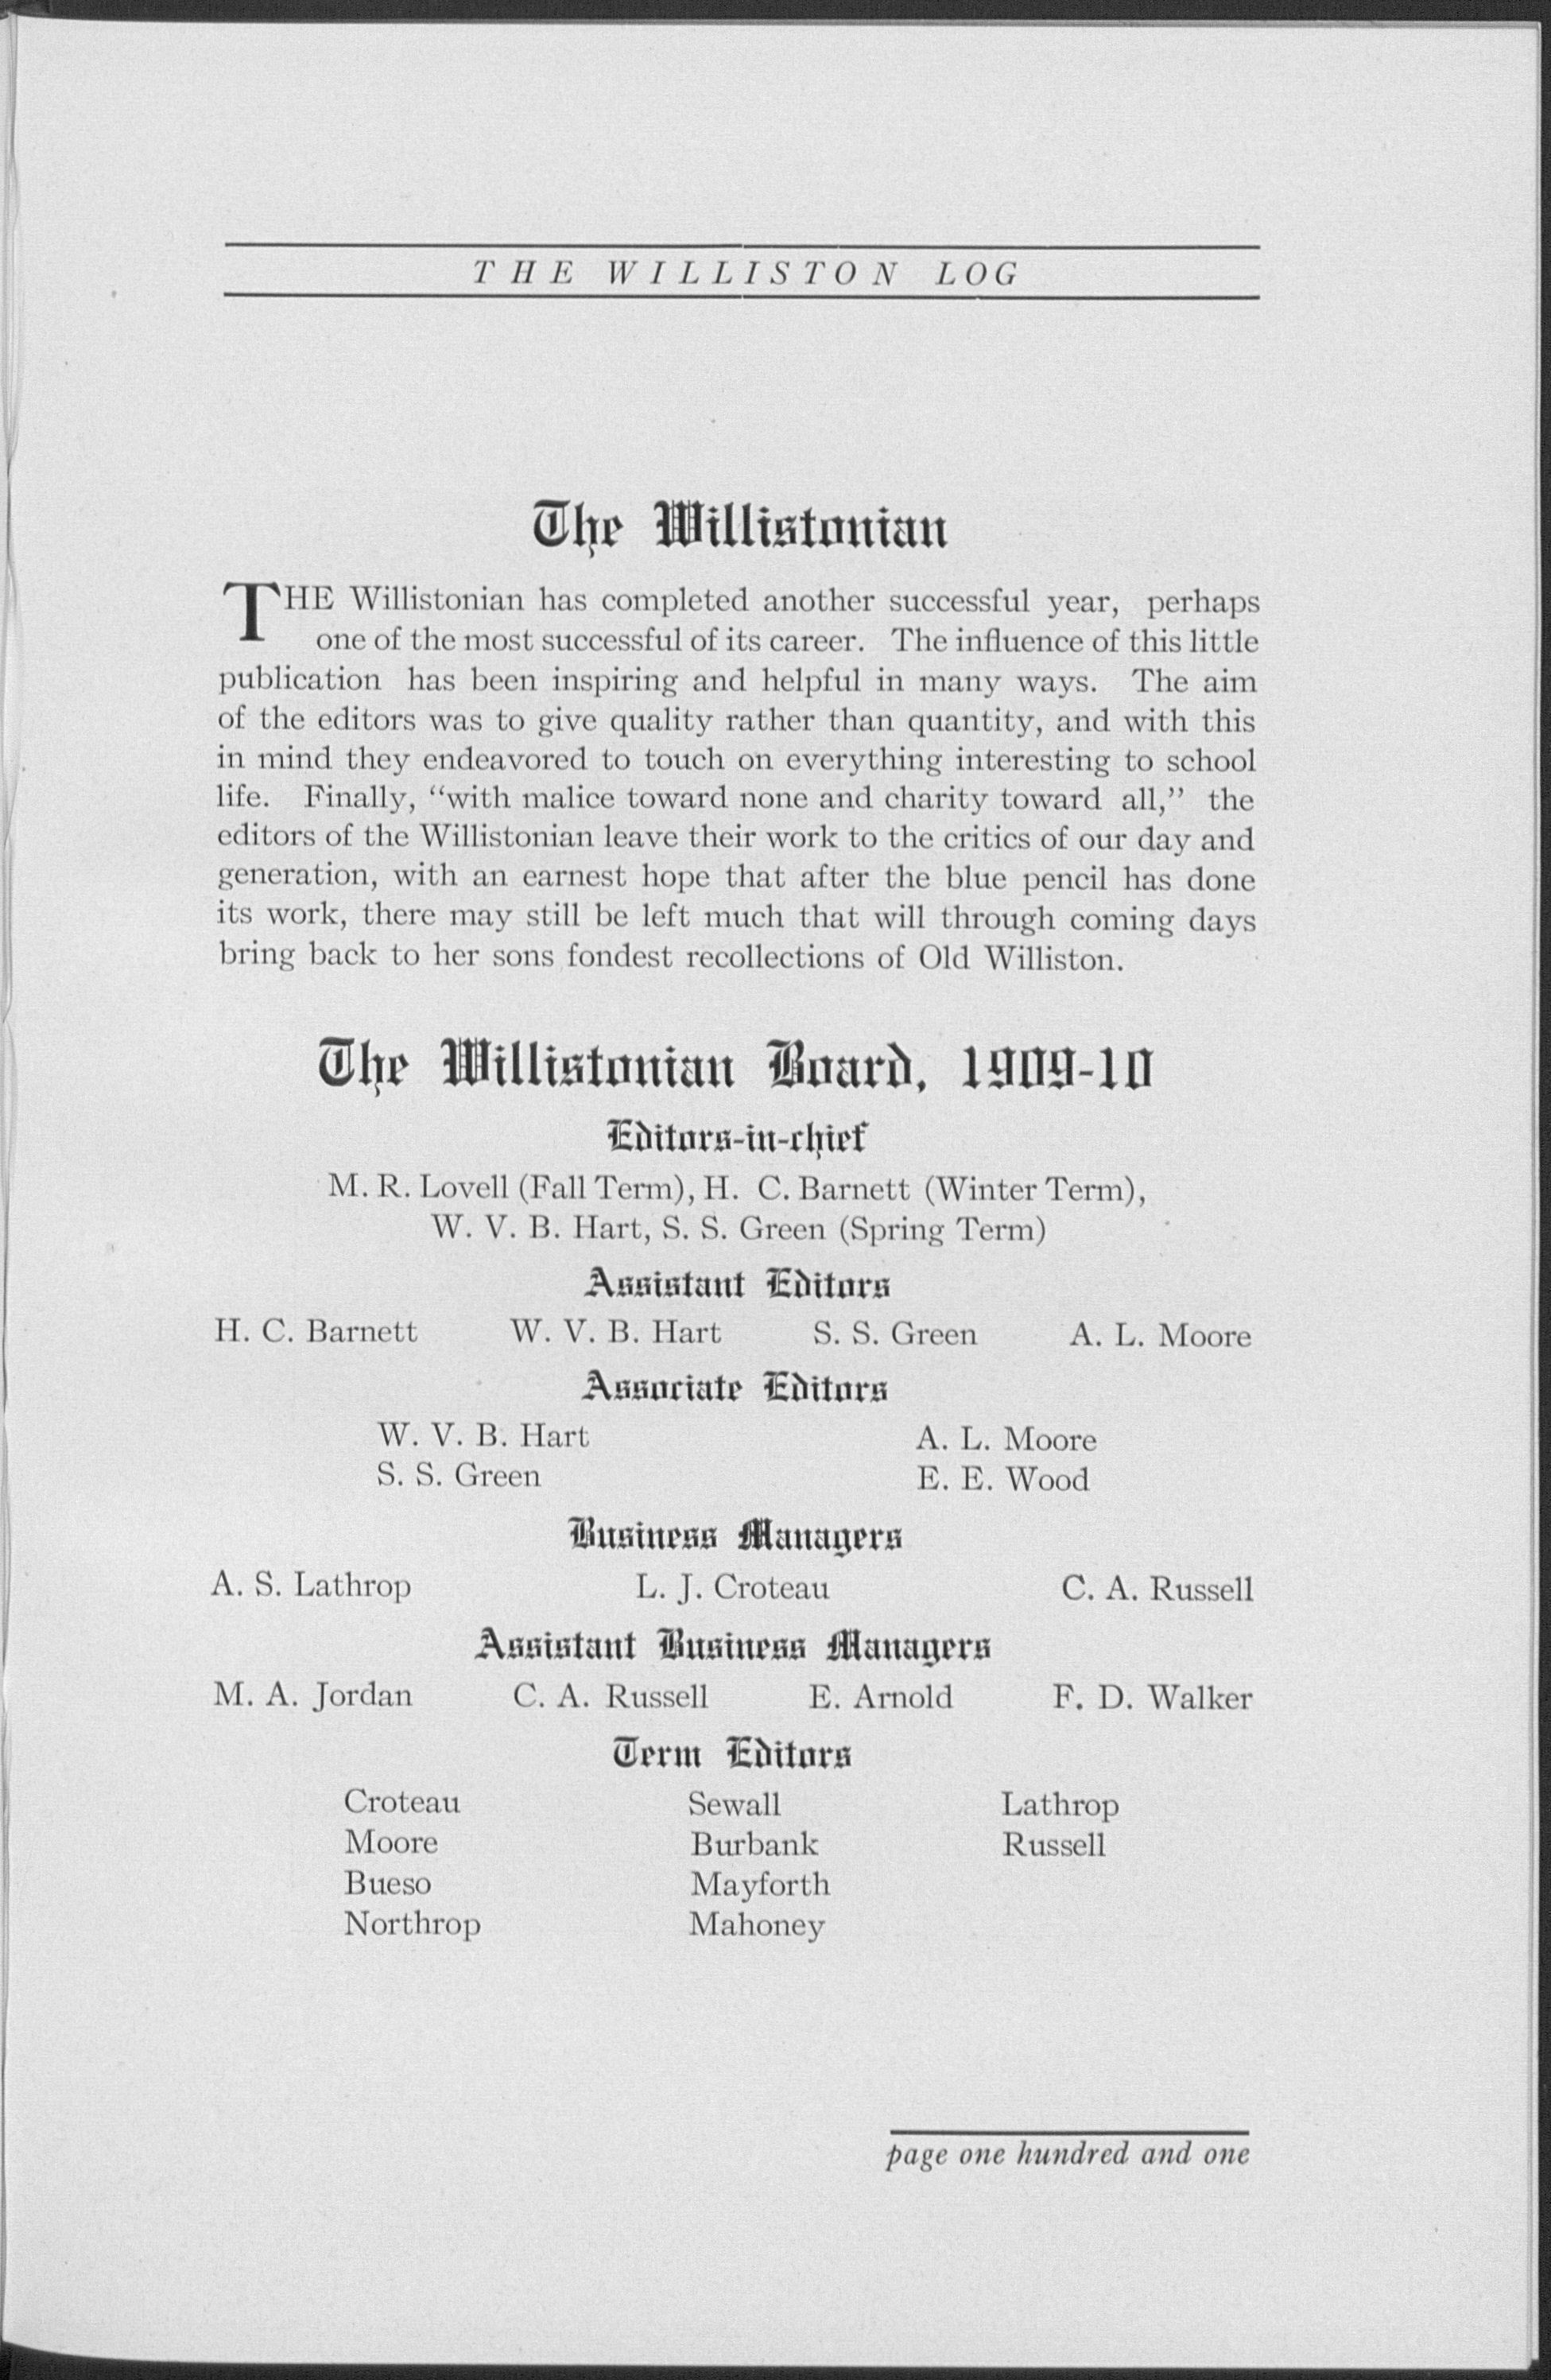 THE WILLISTON LOG
The Willistonian
THE Willistonian has completed another successful year, perhaps
one of the most successful of its career. The influence of this little
publication has been inspiring and helpful in many ways. The aim
of the editors was to give quality rather than quantity, and with this
in mind they endeavored to touch on everything interesting to school
life. Finally, “with malice toward none and charity toward all,” the
editors of the Willistonian leave their work to the critics of our day and
generation, with an earnest hope that after the blue pencil has done
its work, there may still be left much that will through coming days
bring back to her sons fondest recollections of Old Williston.
The Willistonian Board, 1909-10
Editors-in-chief
M. R. Lovell (Fall Term), H. C. Barnett (Winter Term),
W. V. B. Hart, S. S. Green (Spring Term)
Assistant Editors
H. C. Barnett W. V. B. Hart S. S. Green A. L. Moore
Associate Editors
W. V. B. Hart A. L. Moore
S. S. Green E. E. Wood
Business Managers
A. S. Lathrop L. J. Croteau C. A. Russell
Assistant Business Managers
M. A. Jordan C. A. Russell E. Arnold F. D. Walker
Term Editors
Croteau Sewall Lathrop
Moore Burbank Russell
Bueso Mayforth
Northrop Mahoney
page one hundred and one